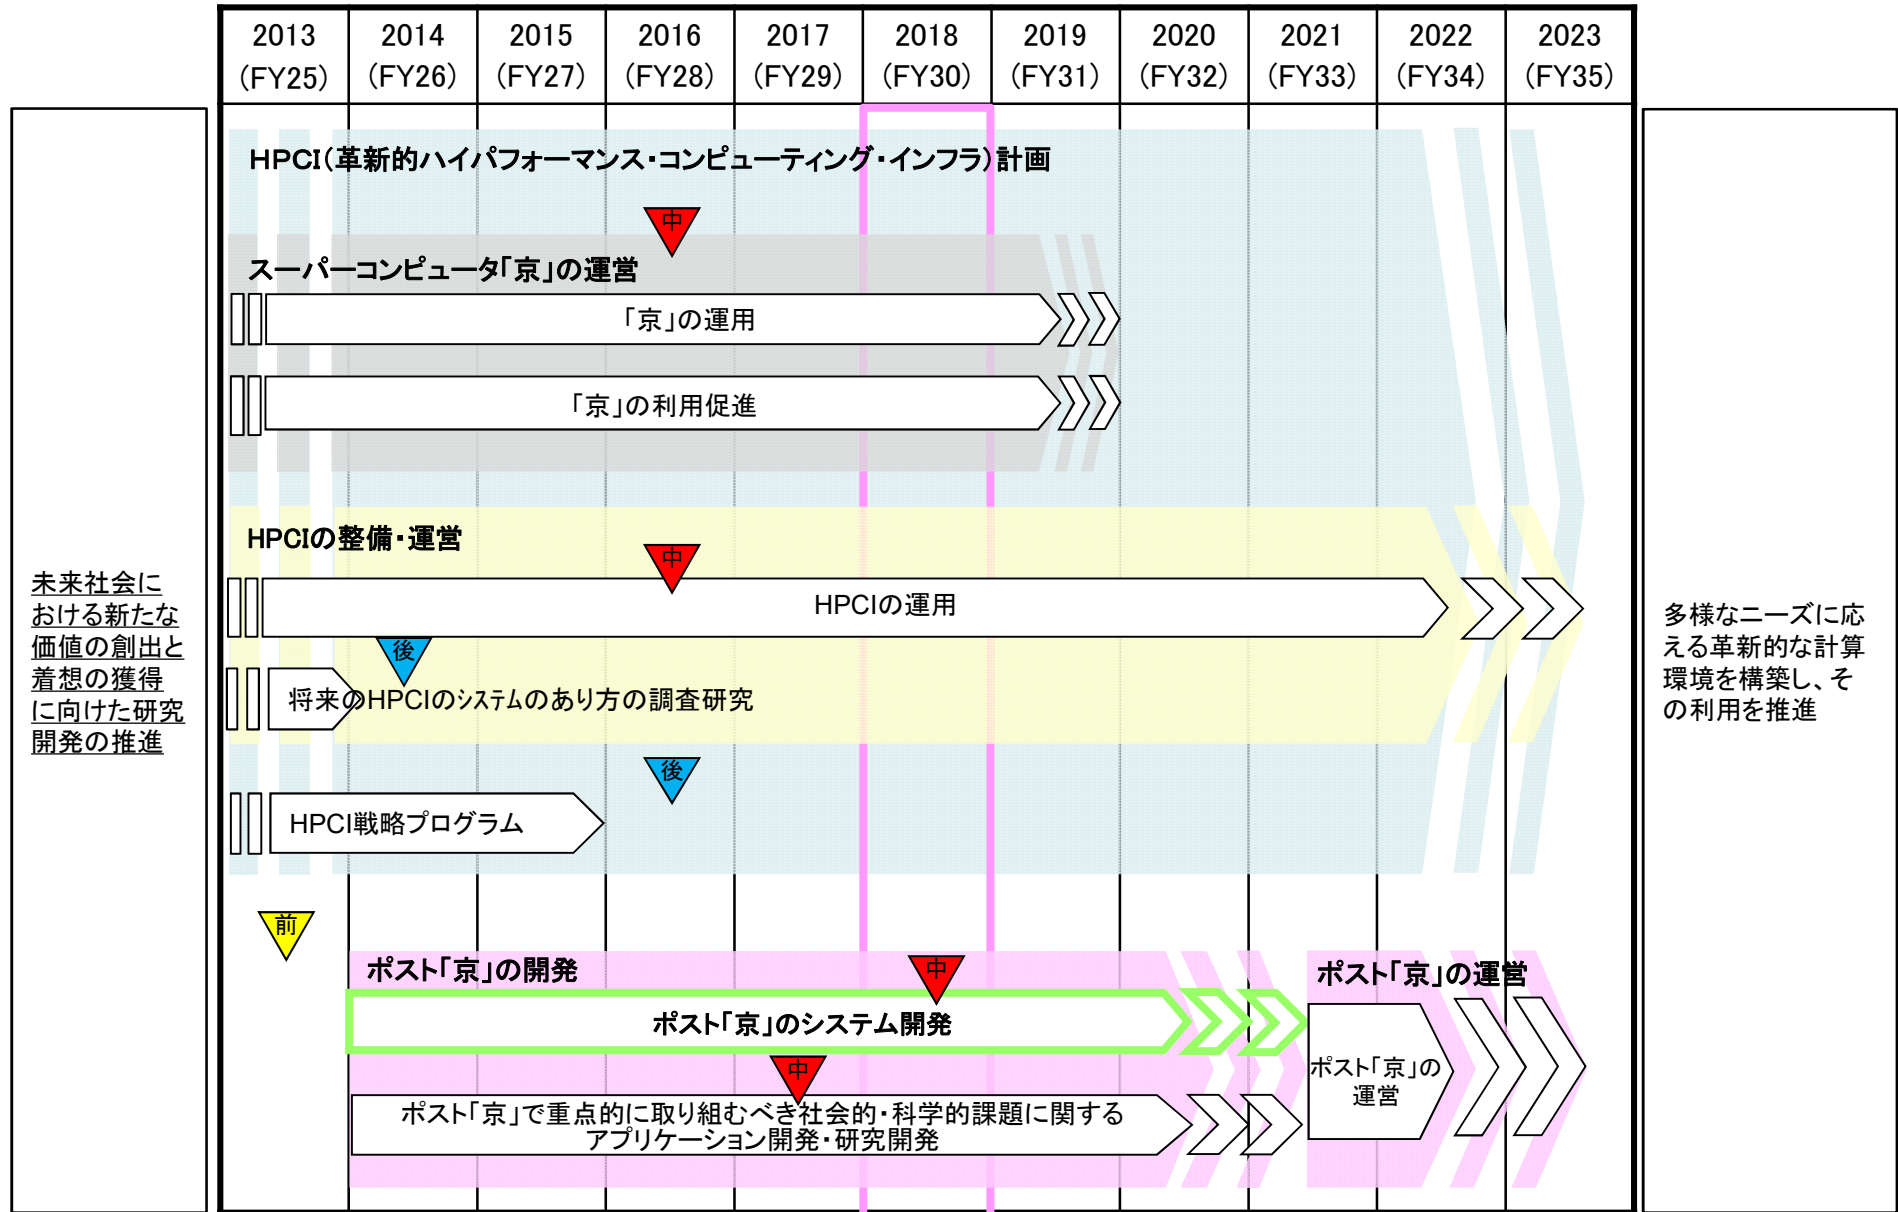 2013
(FY25)
2014
(FY26)
2015
(FY27)
2016
(FY28)
2017
(FY29)
2018
(FY30)
2019
(FY31)
2020
(FY32)
2021
(FY33)
2022
(FY34)
2023
(FY35)
未来社会に
おける新たな
価値の創出と
着想の獲得
に向けた研究
開発の推進
HPCI(革新的ハイパフォーマンス・コンピューティング・インフラ)計画
中
スーパーコンピュータ「京」の運営
「京」の運用
「京」の利用促進
HPCIの整備・運営
中
HPCIの運用
後
将来のHPCIのシステムのあり方の調査研究
後
HPCI戦略プログラム
前
ポスト「京」の開発
中
ポスト「京」のシステム開発
中
ポスト「京」で重点的に取り組むべき社会的・科学的課題に関する
アプリケーション開発・研究開発
ポスト「京」の運営
ポスト「京」の
運営
多様なニーズに応
える革新的な計算
環境を構築し、そ
の利用を推進